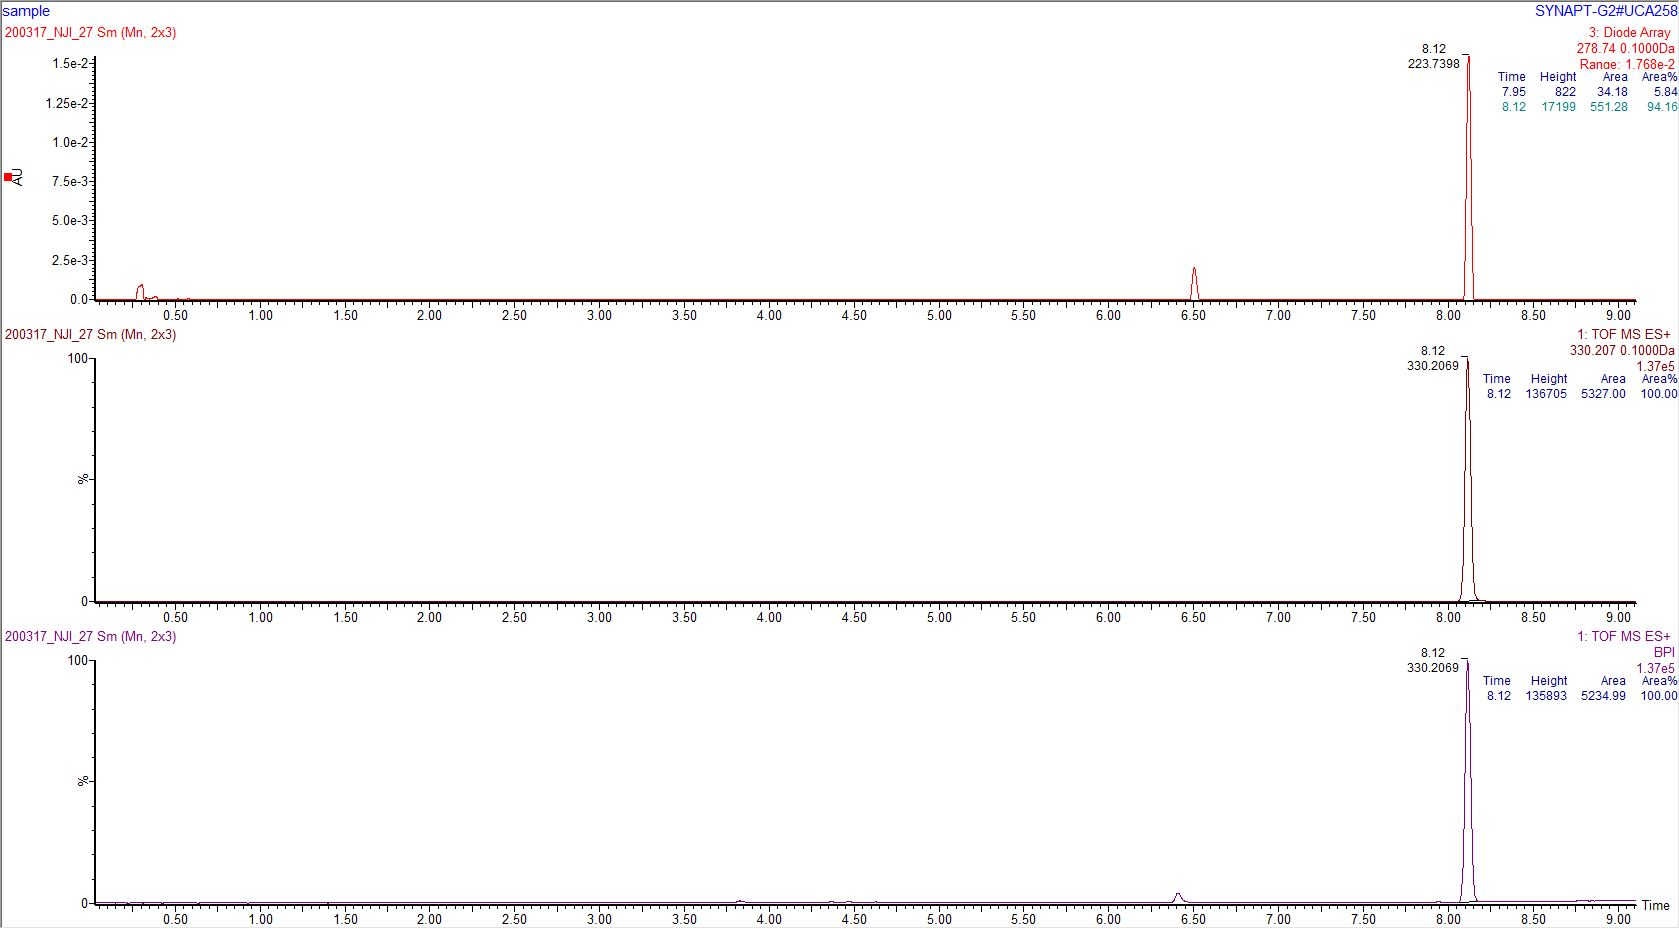 sample SYNAPT-G2#UCA258
200317_NJI_27 Sm (Mn, 2x3) 3: Diode Array
278.74 0.1000Da
Range: 1.768e-2
8.12
223.7398
Time Height Area Area%
7.95 822 34.18 5.84
8.12 17199 551.28 94.16
1.5e-2
1.25e-2
1.0e-2
AU
7.5e-3
5.0e-3
2.5e-3
0.0
0.50 1.00 1.50 2.00 2.50 3.00 3.50 4.00 4.50 5.00 5.50 6.00 6.50 7.00 7.50 8.00 8.50 9.00
200317_NJI_27 Sm (Mn, 2x3) 1: TOF MS ES+
330.207 0.1000Da
1.37e5
8.12
330.2069
Time Height Area Area%
8.12 136705 5327.00 100.00
100
%
0
0.50 1.00 1.50 2.00 2.50 3.00 3.50 4.00 4.50 5.00 5.50 6.00 6.50 7.00 7.50 8.00 8.50 9.00
200317_NJI_27 Sm (Mn, 2x3) 1: TOF MS ES+
BPI
1.37e5
8.12
330.2069
Time Height Area Area%
8.12 135893 5234.99 100.00
100
%
0
Time
0.50 1.00 1.50 2.00 2.50 3.00 3.50 4.00 4.50 5.00 5.50 6.00 6.50 7.00 7.50 8.00 8.50 9.00